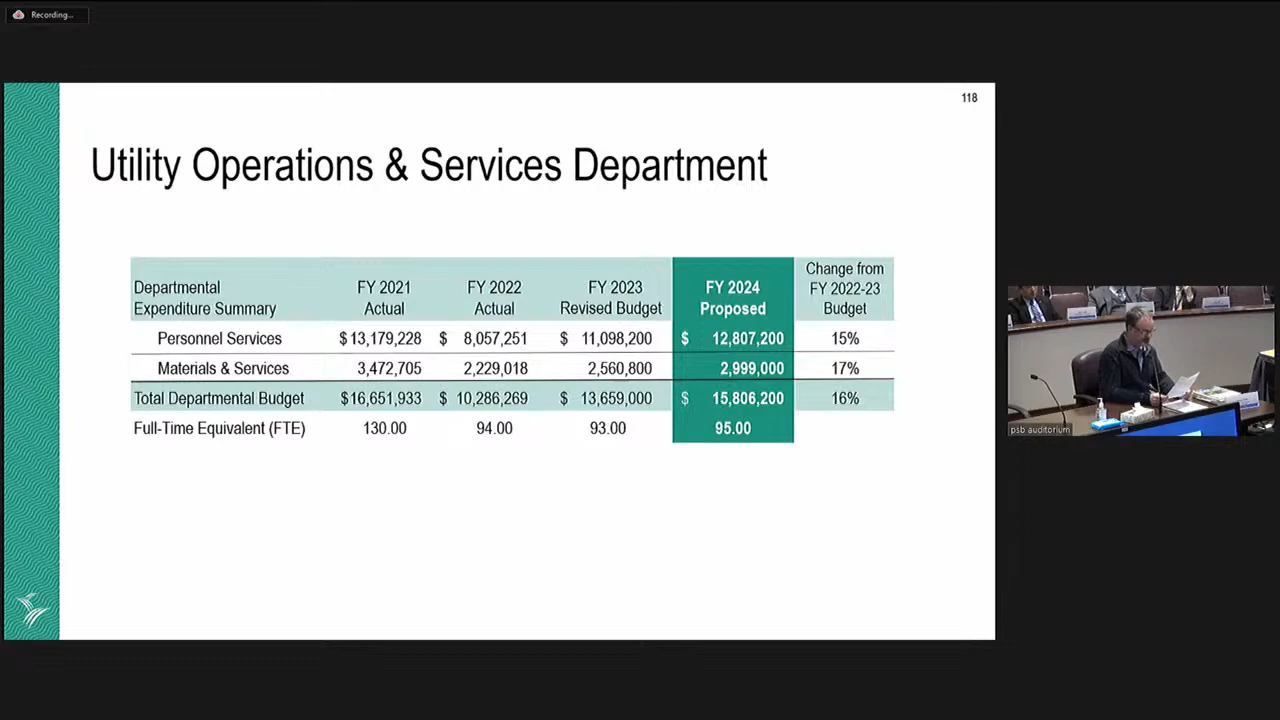 Recording...
118
Utility Operations & Services Department
Departmental Expenditure Summary FY 2021 Actual FY 2022 Actual FY 2023 Revised Budget FY 2024 Proposed Change from FY 2022-23 Budget
Personnel Services $13,179,228 $ 8,057,251 $ 11,098,200 $ 12,807,200 15%
Materials & Services 3,472,705 2,229,018 2,560,800 2,999,000 17%
Total Departmental Budget $16,651,933 $ 10,286,269 $ 13,659,000 $ 15,806,200 16%
Full-Time Equivalent (FTE) 130.00 94.00 93.00 95.00
psb auditorium